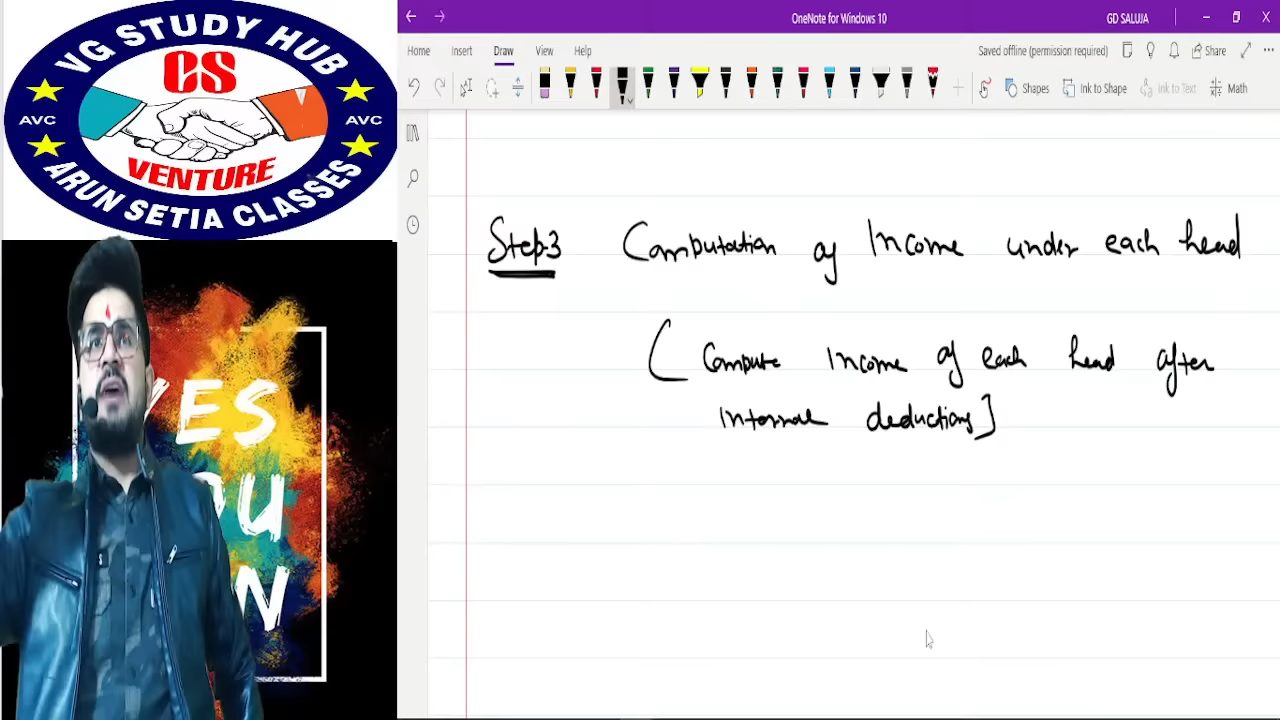 VG STUDY HUB
CS
AVC
AVC
VENTURE
ARUN SETIA CLASSES
YES
YOU
N
OneNote for Windows 10
GD SALUJA
Home Insert Draw View Help
Saved offline (permission required)
Share
Shapes
Ink to Shape
Ink to Text
Math
Step-3 Computation of Income under each head
( Compute Income of each head after
internal deductions]